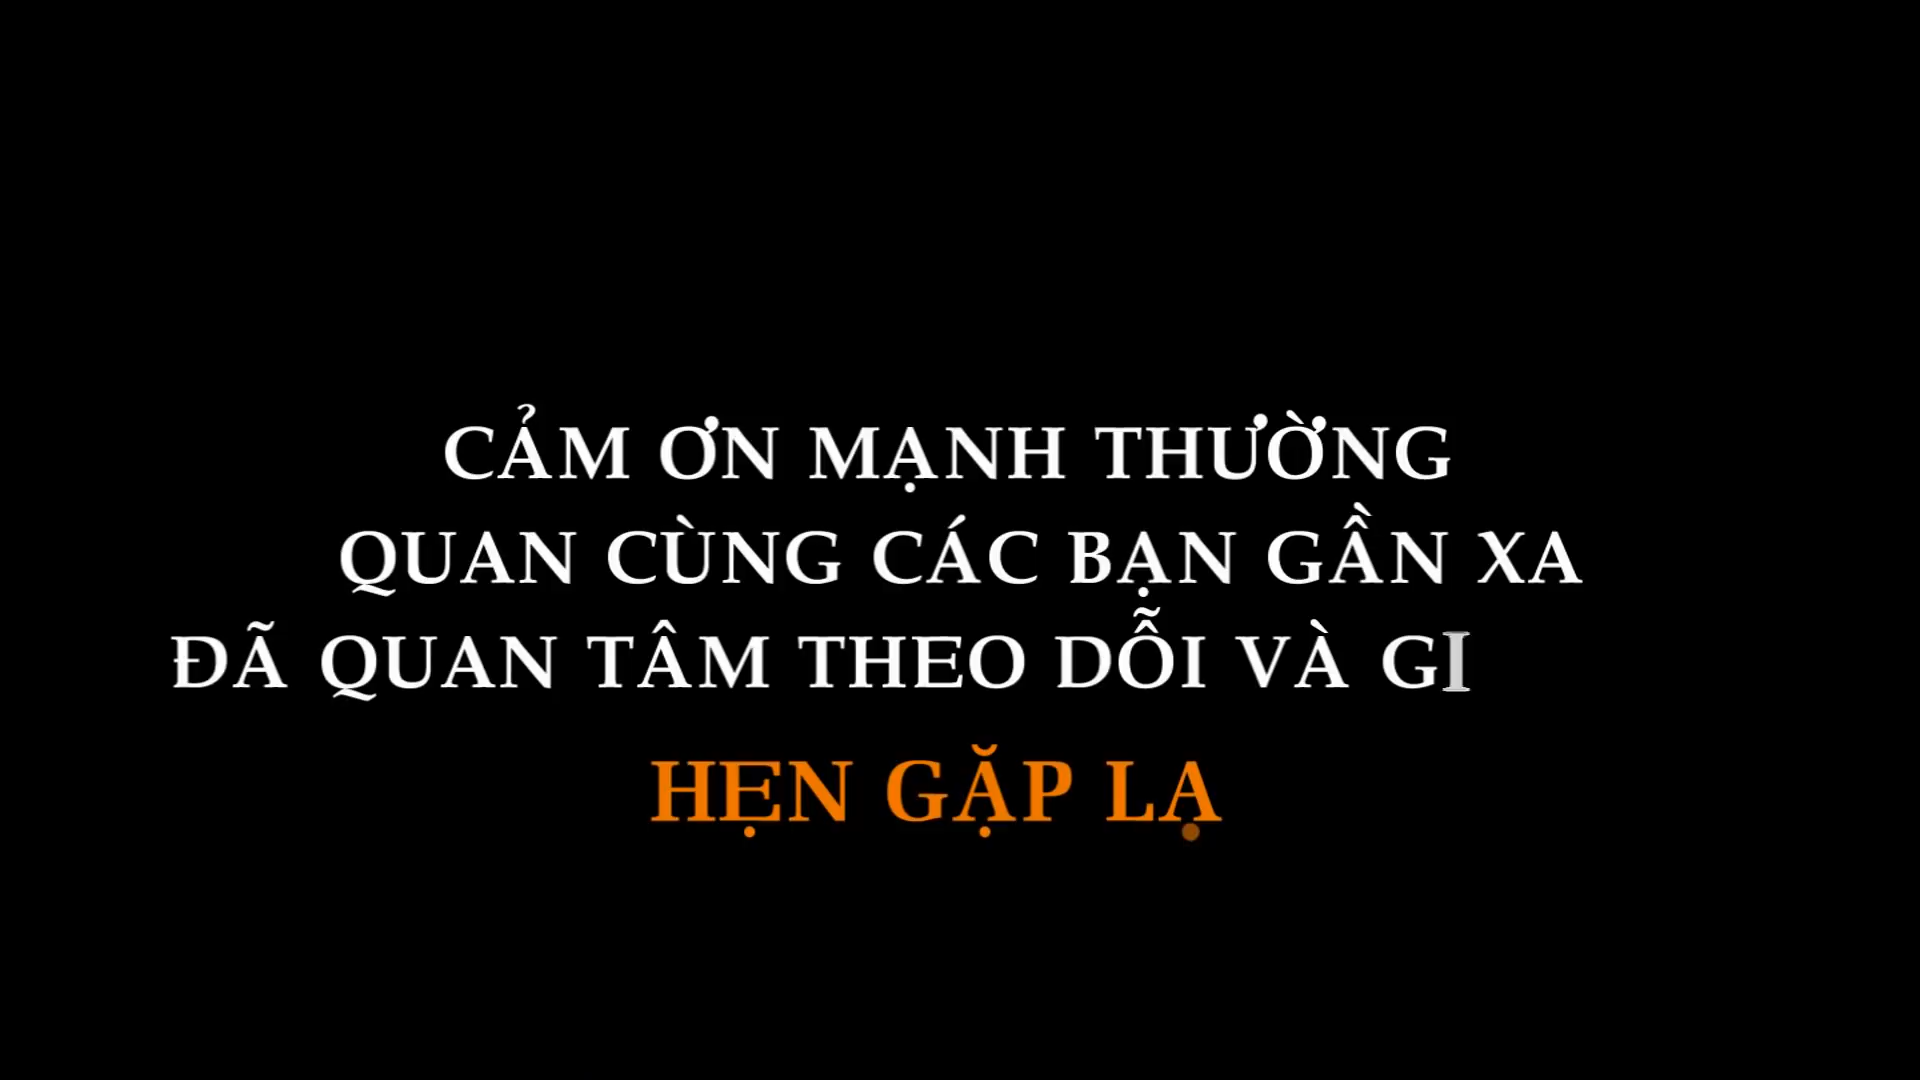 CẢM ƠN MẠNH THƯỜNG
QUAN CÙNG CÁC BẠN GẦN XA
ĐÃ QUAN TÂM THEO DỖI VÀ GI
HẸN GẶP LẠ